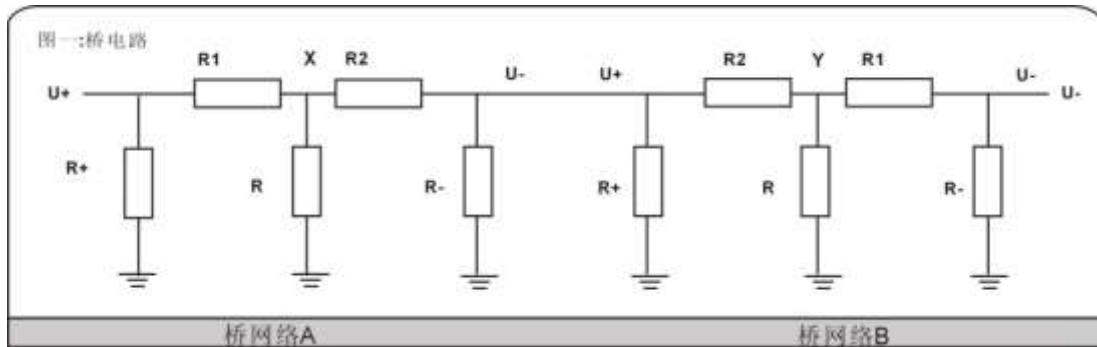 图一:桥电路
R1 X R2 U- U+ R2 Y R1 U-
U+ U-
R+ R R- R+ R R-
桥网络A 桥网络B